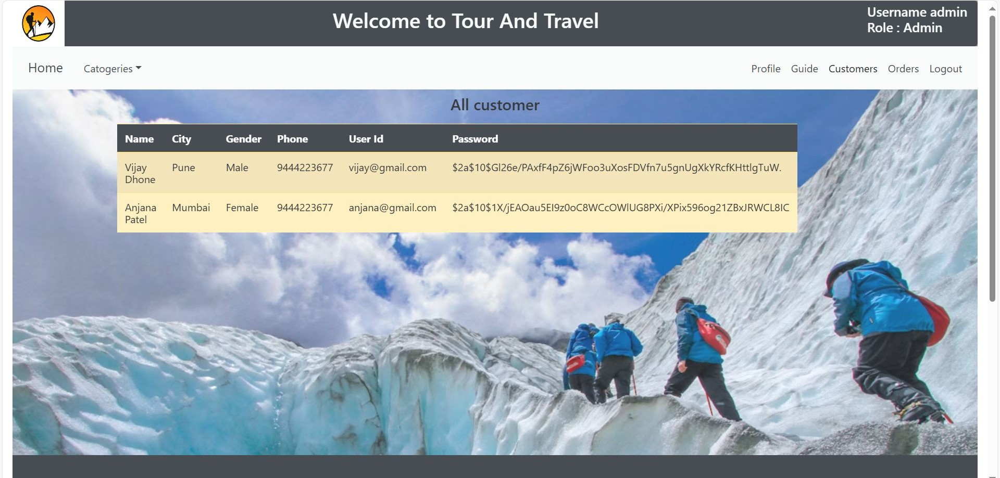 Welcome to Tour And Travel
Username admin
Role : Admin
Home Catogeries Profile Guide Customers Orders Logout
All customer
Name City Gender Phone User Id Password
Vijay Dhone Pune Male 9444223677 vijay@gmail.com $2a$10$Gl26e/PAxfF4pZ6jWFoo3uXosFDVfn7u5gnUgXkYRcfKHttlgTuW.
Anjana Patel Mumbai Female 9444223677 anjana@gmail.com $2a$10$1X/jEAOau5EI9z0oC8WCcOWlUG8PXi/XPix596og21ZBxJRWCL8IC